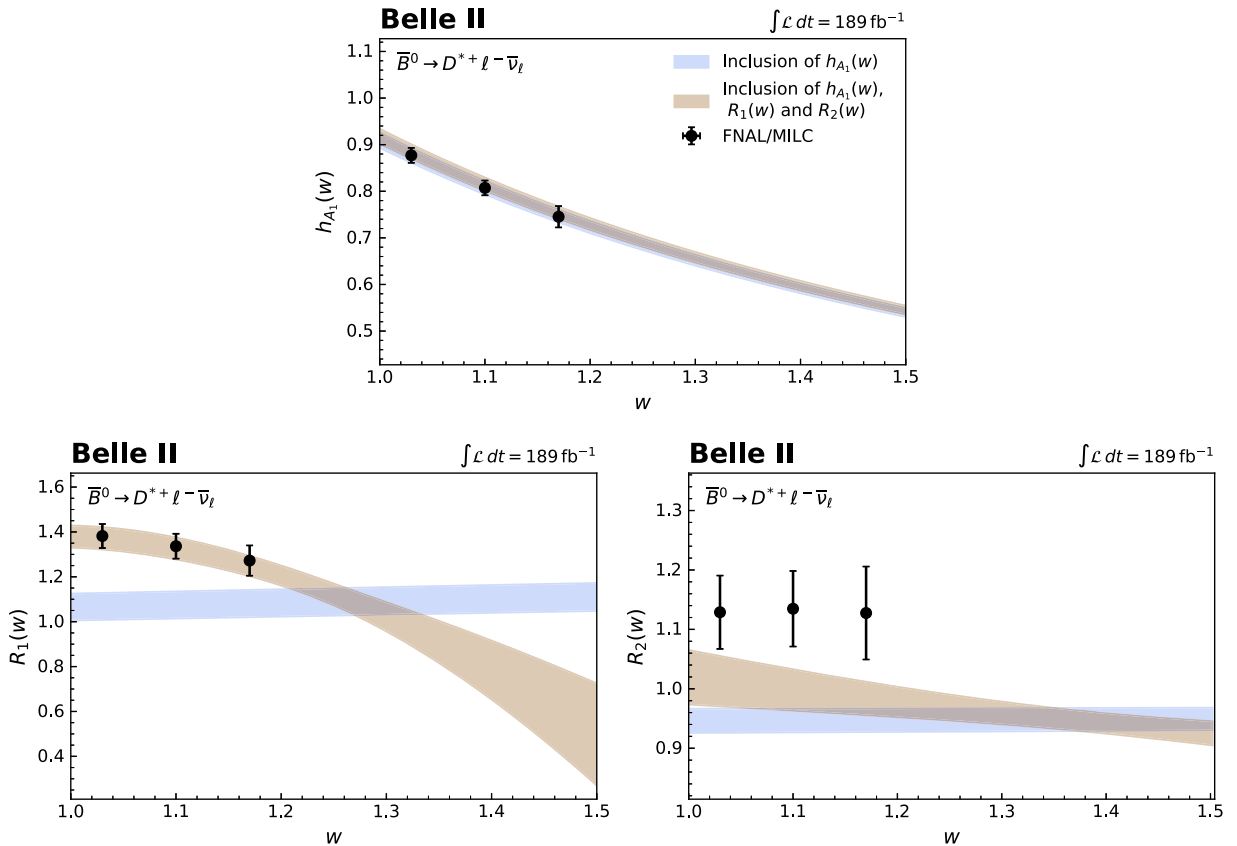 Belle II
∫ℒ dt = 189 fb⁻¹
B̅⁰ → D*⁺ ℓ⁻ ν̅ℓ
Inclusion of h_A₁(w)
Inclusion of h_A₁(w),
R₁(w) and R₂(w)
FNAL/MILC
h_A₁(w)
1.1
1.0
0.9
0.8
0.7
0.6
0.5
1.0 1.1 1.2 1.3 1.4 1.5
w
Belle II
∫ℒ dt = 189 fb⁻¹
B̅⁰ → D*⁺ ℓ⁻ ν̅ℓ
R₁(w)
1.6
1.4
1.2
1.0
0.8
0.6
0.4
1.0 1.1 1.2 1.3 1.4 1.5
w
Belle II
∫ℒ dt = 189 fb⁻¹
B̅⁰ → D*⁺ ℓ⁻ ν̅ℓ
R₂(w)
1.3
1.2
1.1
1.0
0.9
1.0 1.1 1.2 1.3 1.4 1.5
w